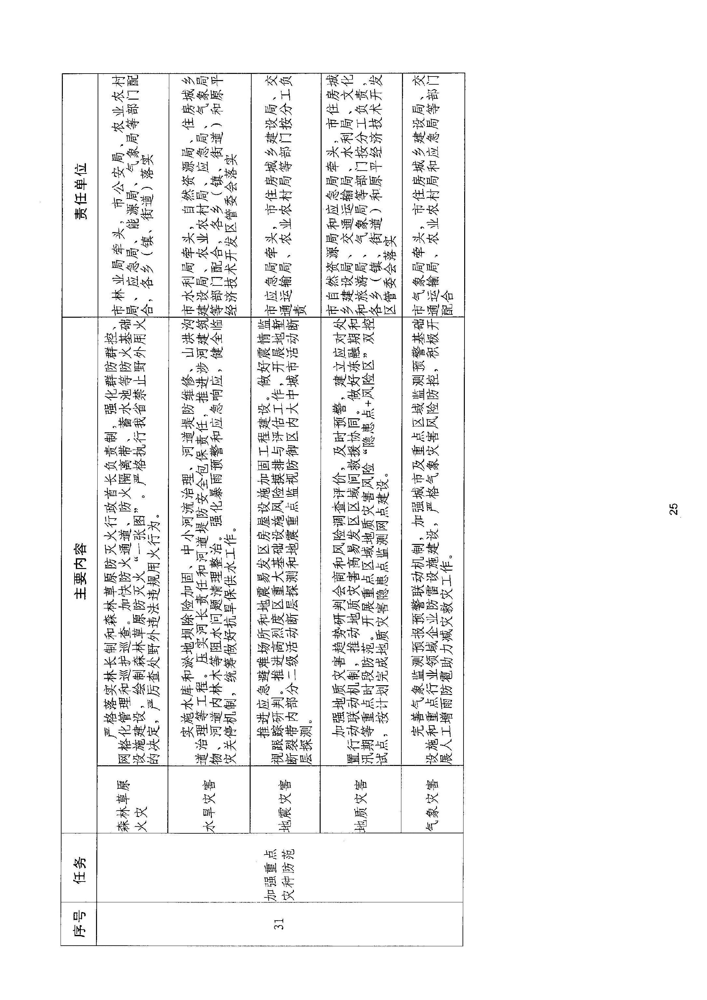 序号
任务
主要内容
责任单位
31
加强重点
灾种防范
森林草原
火灾
严格落实林长制和森林草原防灭火行政首长负责制，强化群防群控、
网格化管理和巡护巡查。加快防火通道、防火隔离带、蓄水池等防火基础
设施建设，绘制森林草原防灭火“一张图”。严格执行我省禁止野外用火
的决定，严厉查处野外违法违规用火行为。
市林业局牵头，市公安局、农业农村
局、应急局、能源局、气象局等部门配
合，各乡（镇、街道）落实
水旱灾害
实施水库和淤地坝除险加固、中小河流治理、河道堤防维修、山洪沟
道治理等工程。压实河长责任和河道堤防安全包保责任，推进涉河建筑
物、河道内林木等阻水问题清理整治。强化暴雨预警和应急响应，健全临
灾关停机制，统筹做好抗旱保供水工作。
市水利局牵头，自然资源局、住房城乡
建设局、农业农村局、应急局、气象局
等部门配合，各乡（镇、街道）和原平
经济技术开发区管委会落实
地震灾害
推进应急避难场所和地震易发区房屋设施加固工程建设。做好震情监
视跟踪研判。推进高烈度区重大基础设施风险摸排与评估工作，开展地堑
断裂带内部分二级活动断层探测和地震重点监视防御区内大中城市活动断
层探测。
市应急局牵头，市住房城乡建设局、交
通运输局、农业农村局等部门按分工负
责
地质灾害
加强地质灾害趋势研判会商和风险调查评价，及时预警，建立应对处
置行动联动机制，推动地质灾害高易发区区域间救援协同。做好冻融期和
汛期等重点时段防范。开展重点区域地质灾害风险“隐患点+风险区”双控
试点，按计划完成地质灾害隐患点监测网点建设。
市自然资源局和应急局牵头，市住房城
乡建设局、交通运输局、水利局、文化
和旅游局、气象局等部门按分工负责，
各乡（镇、街道）和原平经济技术开发
区管委会落实
气象灾害
完善气象监测预报预警联动机制，加强城市及重点区域监测预警基础
设施和重点行业领域企业防雷设施建设，严格气象灾害风险防控，积极开
展人工增雨防雹助力减灾救灾工作。
市气象局牵头，市住房城乡建设局、交
通运输局、农业农村局和应急局等部门
配合
25